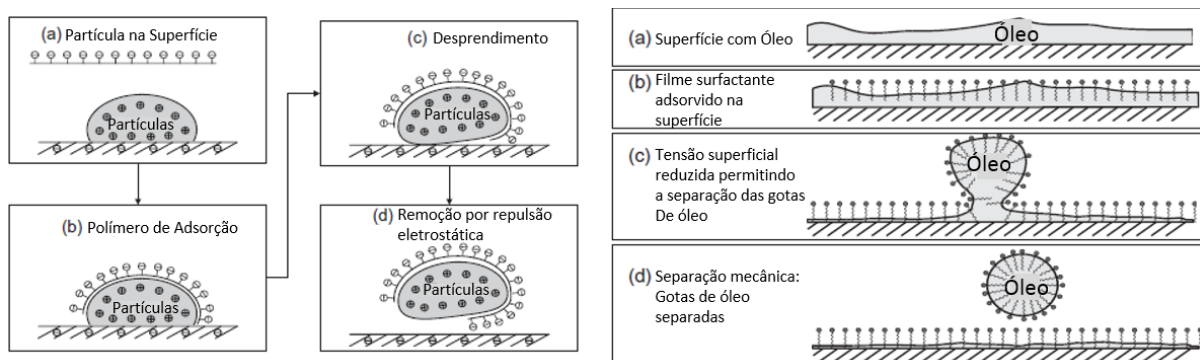 (a) Partícula na Superfície
Partículas
(b) Polímero de Adsorção
Partículas
(c) Desprendimento
Partículas
(d) Remoção por repulsão
eletrostática
Partículas
(a) Superfície com Óleo
Óleo
(b) Filme surfactante
adsorvido na
superfície
(c) Tensão superficial
reduzida permitindo
a separação das gotas
De óleo
Óleo
(d) Separação mecânica:
Gotas de óleo
separadas
Óleo